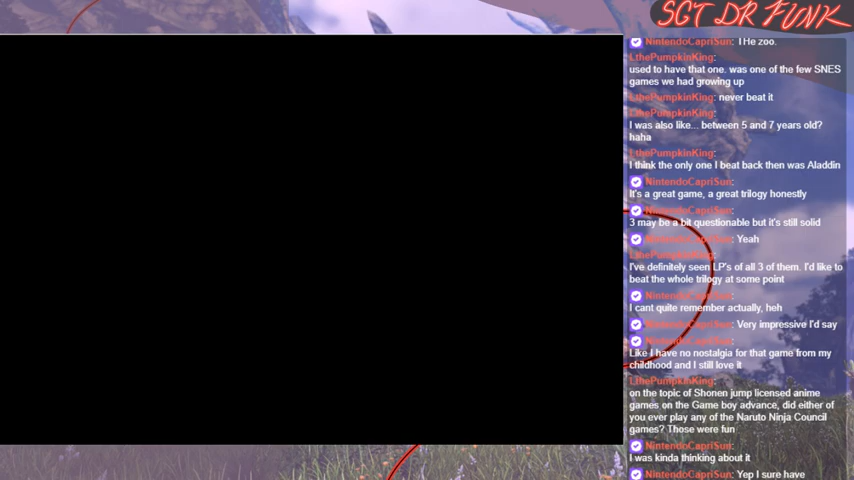 SGT DR FUNK
NintendoCapriSun: THe zoo.
I.thePumpkinKing:
used to have that one. was one of the few SNES
games we had growing up
I.thePumpkinKing: never beat it
I.thePumpkinKing:
I was also like... between 5 and 7 years old?
haha
I.thePumpkinKing:
I think the only one I beat back then was Aladdin
NintendoCapriSun:
It's a great game, a great trilogy honestly
NintendoCapriSun:
3 may be a bit questionable but it's still solid
NintendoCapriSun: Yeah
I.thePumpkinKing:
I've definitely seen LP's of all 3 of them. I'd like to
beat the whole trilogy at some point
NintendoCapriSun:
I cant quite remember actually, heh
NintendoCapriSun: Very impressive I'd say
NintendoCapriSun:
Like I have no nostalgia for that game from my
childhood and I still love it
I.thePumpkinKing:
on the topic of Shonen jump licensed anime
games on the Game boy advance, did either of
you ever play any of the Naruto Ninja Council
games? Those were fun
NintendoCapriSun:
I was kinda thinking about it
NintendoCapriSun: Yep I sure have